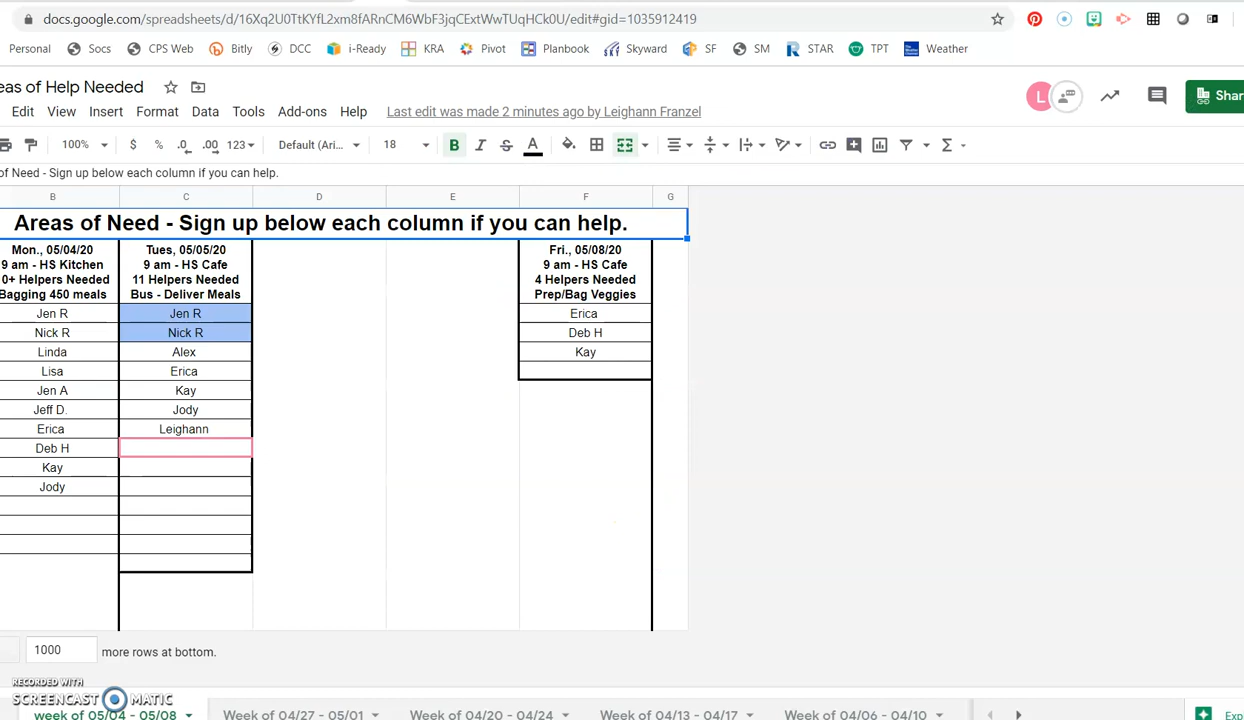 docs.google.com/spreadsheets/d/16Xq2U0TtKYfL2xm8fARnCM6WbF3jqCExtWwTUqHCk0U/edit#gid=1035912419
Personal Socs CPS Web Bitly DCC i-Ready KRA Pivot Planbook Skyward SF SM STAR TPT Weather
eas of Help Needed
L
Shar
Edit View Insert Format Data Tools Add-ons Help Last edit was made 2 minutes ago by Leighann Franzel
100% $ % .0 .00 123 Default (Ari... 18 B I S A Σ
of Need - Sign up below each column if you can help.
B C D E F G
Areas of Need - Sign up below each column if you can help.
Mon., 05/04/20 Tues, 05/05/20 Fri., 05/08/20
9 am - HS Kitchen 9 am - HS Cafe 9 am - HS Cafe
0+ Helpers Needed 11 Helpers Needed 4 Helpers Needed
Bagging 450 meals Bus - Deliver Meals Prep/Bag Veggies
Jen R Jen R Erica
Nick R Nick R Deb H
Linda Alex Kay
Lisa Erica
Jen A Kay
Jeff D. Jody
Erica Leighann
Deb H
Kay
Jody
1000 more rows at bottom.
RECORDED WITH
SCREENCAST MATIC
week of 05/04 - 05/08 Week of 04/27 - 05/01 Week of 04/20 - 04/24 Week of 04/13 - 04/17 Week of 04/06 - 04/10 Exp